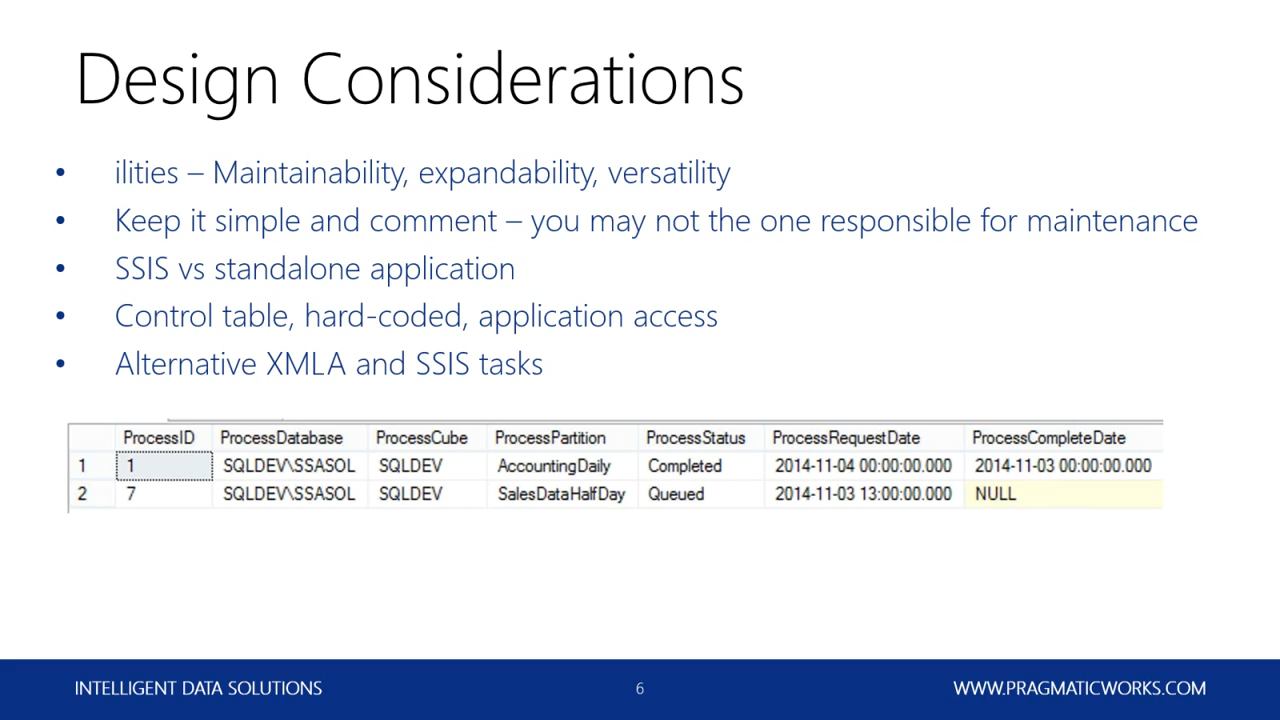 Design Considerations
• ilities – Maintainability, expandability, versatility
• Keep it simple and comment – you may not the one responsible for maintenance
• SSIS vs standalone application
• Control table, hard-coded, application access
• Alternative XMLA and SSIS tasks
ProcessID ProcessDatabase ProcessCube ProcessPartition ProcessStatus ProcessRequestDate ProcessCompleteDate
1 1 SQLDEV\SSASOL SQLDEV AccountingDaily Completed 2014-11-04 00:00:00.000 2014-11-03 00:00:00.000
2 7 SQLDEV\SSASOL SQLDEV SalesDataHalfDay Queued 2014-11-03 13:00:00.000 NULL
INTELLIGENT DATA SOLUTIONS 6 WWW.PRAGMATICWORKS.COM